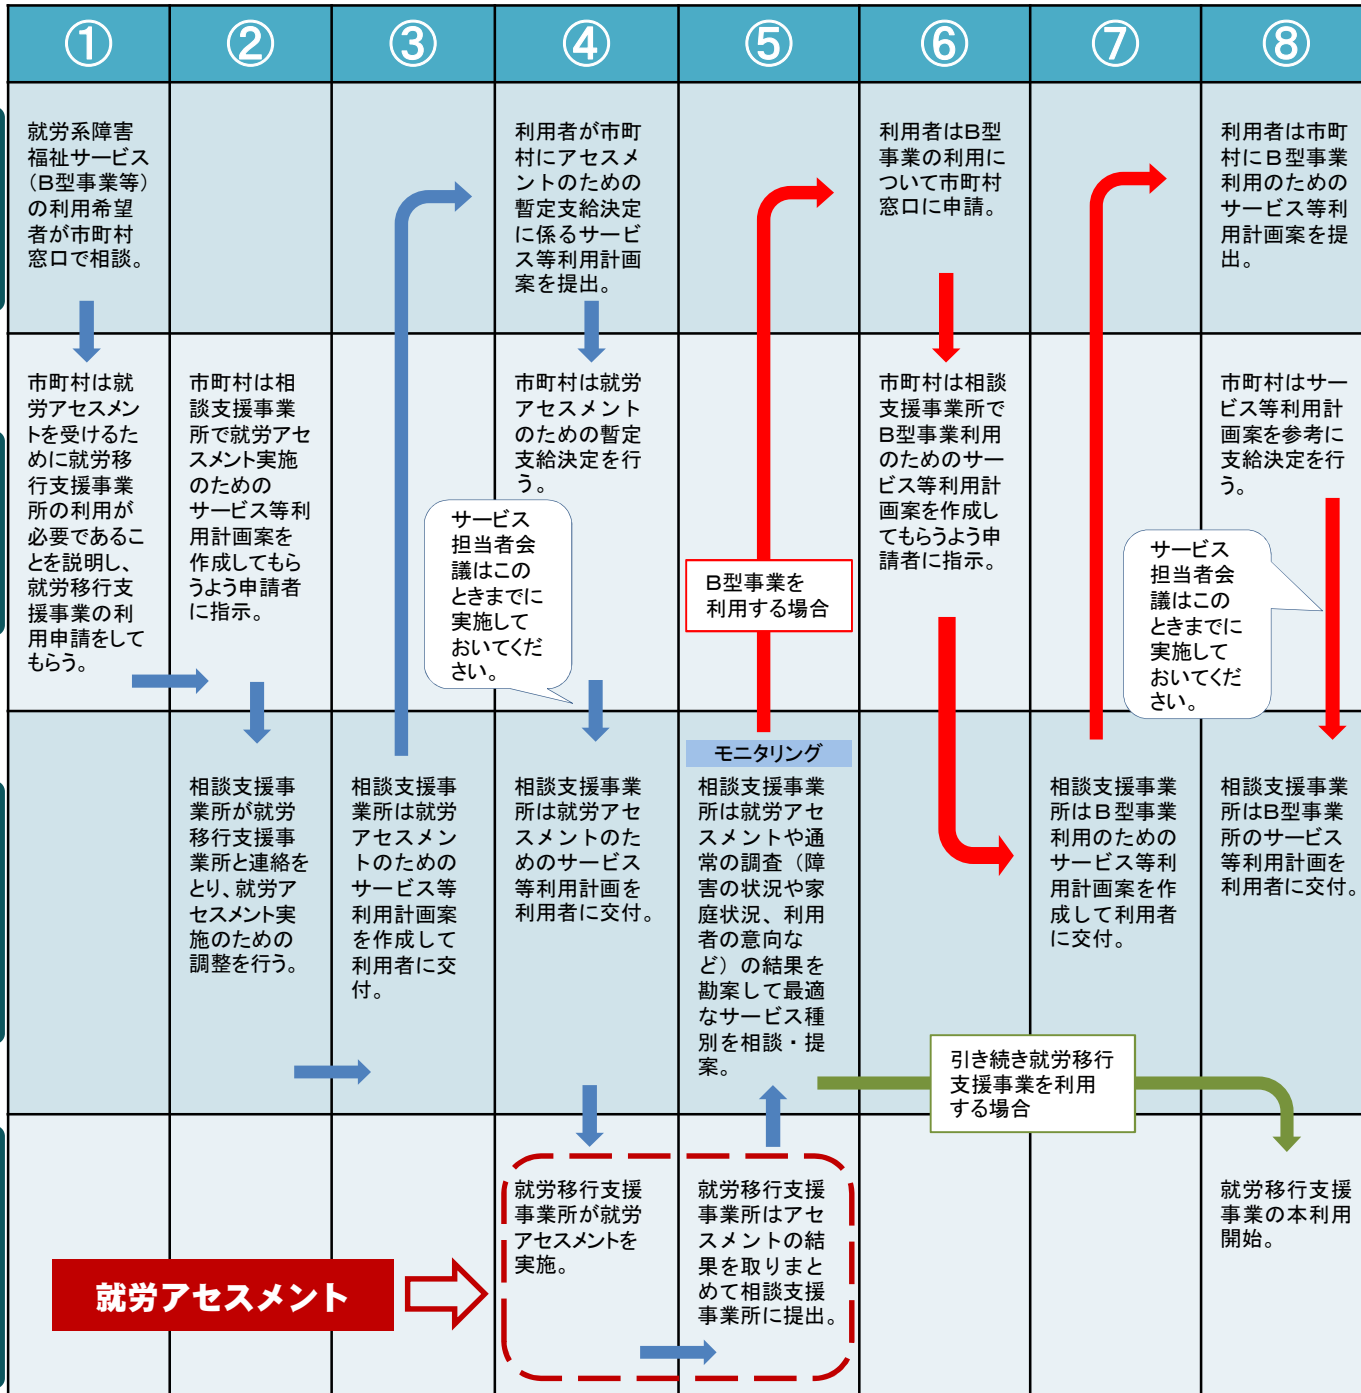 ①
②
③
④
⑤
⑥
⑦
⑧
就労系障害
福祉サービス
（Ｂ型事業等）
の利用希望
者が市町村
窓口で相談。
利用者が市町
村にアセスメ
ントのための
暫定支給決定
に係るサービ
ス等利用計画
案を提出。
利用者はＢ型
事業の利用に
ついて市町村
窓口に申請。
利用者は市町
村にＢ型事業
利用のための
サービス等利
用計画案を提
出。
市町村は就
労アセスメン
トを受けるた
めに就労移
行支援事業
所の利用が
必要であるこ
とを説明し、
就労移行支
援事業の利
用申請をして
もらう。
市町村は相
談支援事業
所で就労アセ
スメント実施
のための
サービス等利
用計画案を
作成してもら
うよう申請者
に指示。
市町村は就労
アセスメント
のための暫定
支給決定を行
う。
サービス
担当者会
議はこの
ときまでに
実施して
おいてくだ
さい。
Ｂ型事業を
利用する場合
市町村は相談
支援事業所で
Ｂ型事業利用
のためのサー
ビス等利用計
画案を作成し
てもらうよう申
請者に指示。
市町村はサー
ビス等利用計
画案を参考に
支給決定を行
う。
サービス
担当者会
議はこの
ときまでに
実施して
おいてくだ
さい。
相談支援事
業所が就労
移行支援事
業所と連絡を
とり、就労ア
セスメント実
施のための
調整を行う。
相談支援事
業所は就労
アセスメン
トのための
サービス等
利用計画案
を作成して
利用者に交
付。
相談支援事業
所は就労アセ
スメントのた
めのサービス
等利用計画を
利用者に交付。
モニタリング
相談支援事業
所は就労アセ
スメントや通
常の調査（障
害の状況や家
庭状況、利用
者の意向な
ど）の結果を
勘案して最適
なサービス種
別を相談・提
案。
相談支援事業
所はＢ型事業
利用のための
サービス等利
用計画案を作
成して利用者
に交付。
相談支援事業
所はＢ型事業
所のサービス
等利用計画を
利用者に交付。
引き続き就労移行
支援事業を利用
する場合
就労アセスメント
就労移行支援
事業所が就労
アセスメントを
実施。
就労移行支援
事業所はアセ
スメントの結
果を取りまと
めて相談支援
事業所に提出。
就労移行支援
事業の本利用
開始。